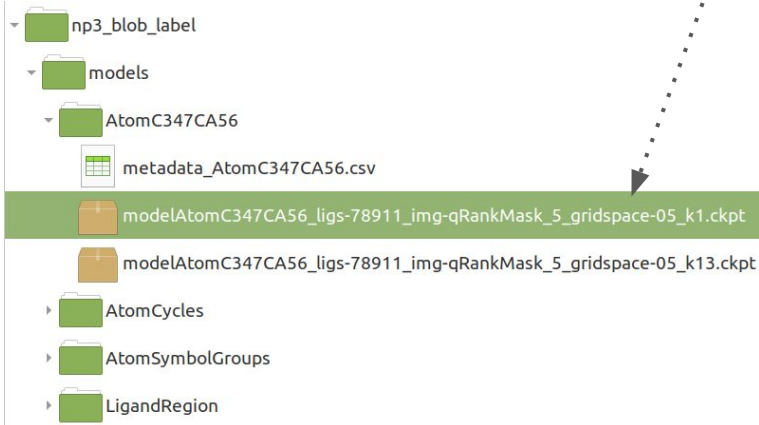 np3_blob_label
models
AtomC347CA56
metadata_AtomC347CA56.csv
modelAtomC347CA56_ligs-78911_img-qRankMask_5_gridspace-05_k1.ckpt
modelAtomC347CA56_ligs-78911_img-qRankMask_5_gridspace-05_k13.ckpt
AtomCycles
AtomSymbolGroups
LigandRegion